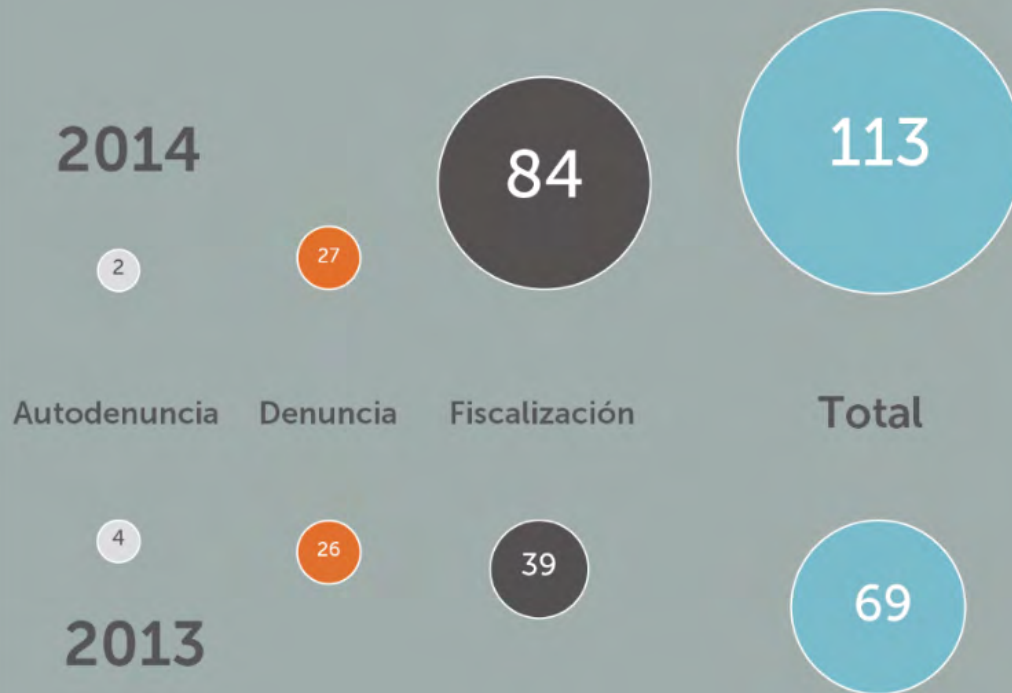 2014
2
27
84
113
Autodenuncia
Denuncia
Fiscalización
Total
4
26
39
69
2013